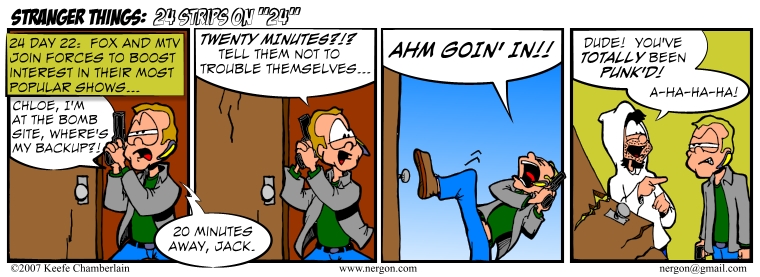 STRANGER THINGS: 24 STRIPS ON "24"
24 DAY 22: FOX AND MTV
JOIN FORCES TO BOOST
INTEREST IN THEIR MOST
POPULAR SHOWS...
CHLOE, I'M
AT THE BOMB
SITE, WHERE'S
MY BACKUP?!
20 MINUTES
AWAY, JACK.
TWENTY MINUTES?!?
TELL THEM NOT TO
TROUBLE THEMSELVES...
AHM GOIN' IN!!
DUDE! YOU'VE
TOTALLY BEEN
PUNK'D!
A-HA-HA-HA!
©2007 Keefe Chamberlain
www.nergon.com
nergon@gmail.com